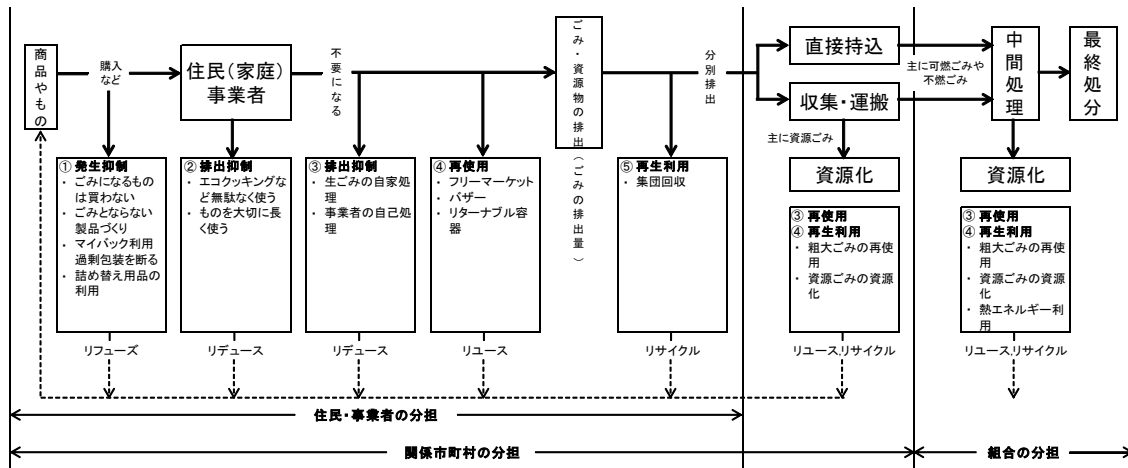 商品やもの
購入
など
住民（家庭）
事業者
不要になる
ごみ・資源物の排出（ごみの排出量）
分別排出
直接持込
収集・運搬
主に可燃ごみや
不燃ごみ
中間処理
最終処分
主に資源ごみ
資源化
資源化
① 発生抑制
・ ごみになるもの
は買わない
・ ごみとならない
製品づくり
・ マイバック利用
過剰包装を断る
・ 詰め替え用品の
利用
② 排出抑制
・ エコクッキングな
ど無駄なく使う
・ ものを大切に長
く使う
③ 排出抑制
・ 生ごみの自家処
理
・ 事業者の自己処
理
④ 再使用
・ フリーマーケット
・ バザー
・ リターナブル容
器
⑤ 再生利用
・ 集団回収
③ 再使用
④ 再生利用
・ 粗大ごみの再使
用
・ 資源ごみの資源
化
③ 再使用
④ 再生利用
・ 粗大ごみの再使
用
・ 資源ごみの資源
化
・ 熱エネルギー利
用
リフューズ
リデュース
リデュース
リユース
リサイクル
リユース,リサイクル
リユース,リサイクル
住民・事業者の分担
関係市町村の分担
組合の分担